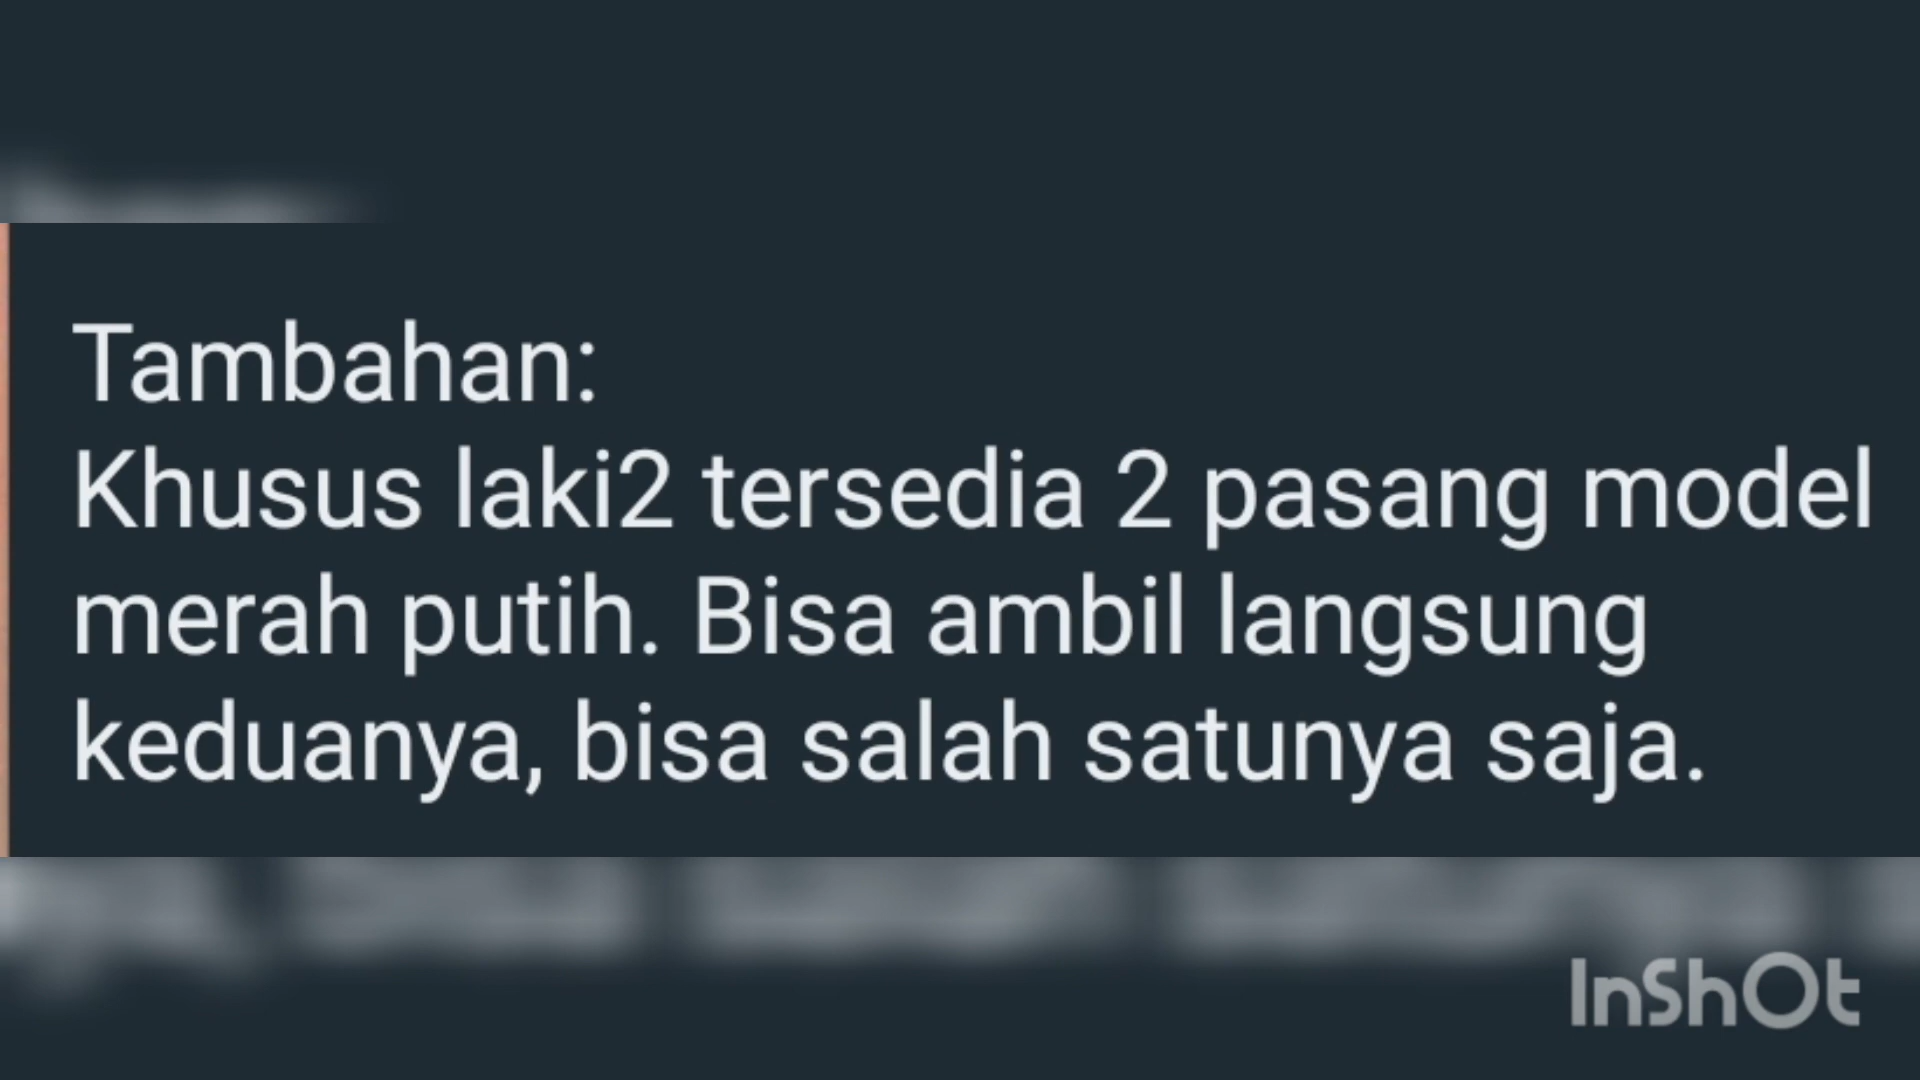 Tambahan:
Khusus laki2 tersedia 2 pasang model
merah putih. Bisa ambil langsung
keduanya, bisa salah satunya saja.
InShOt